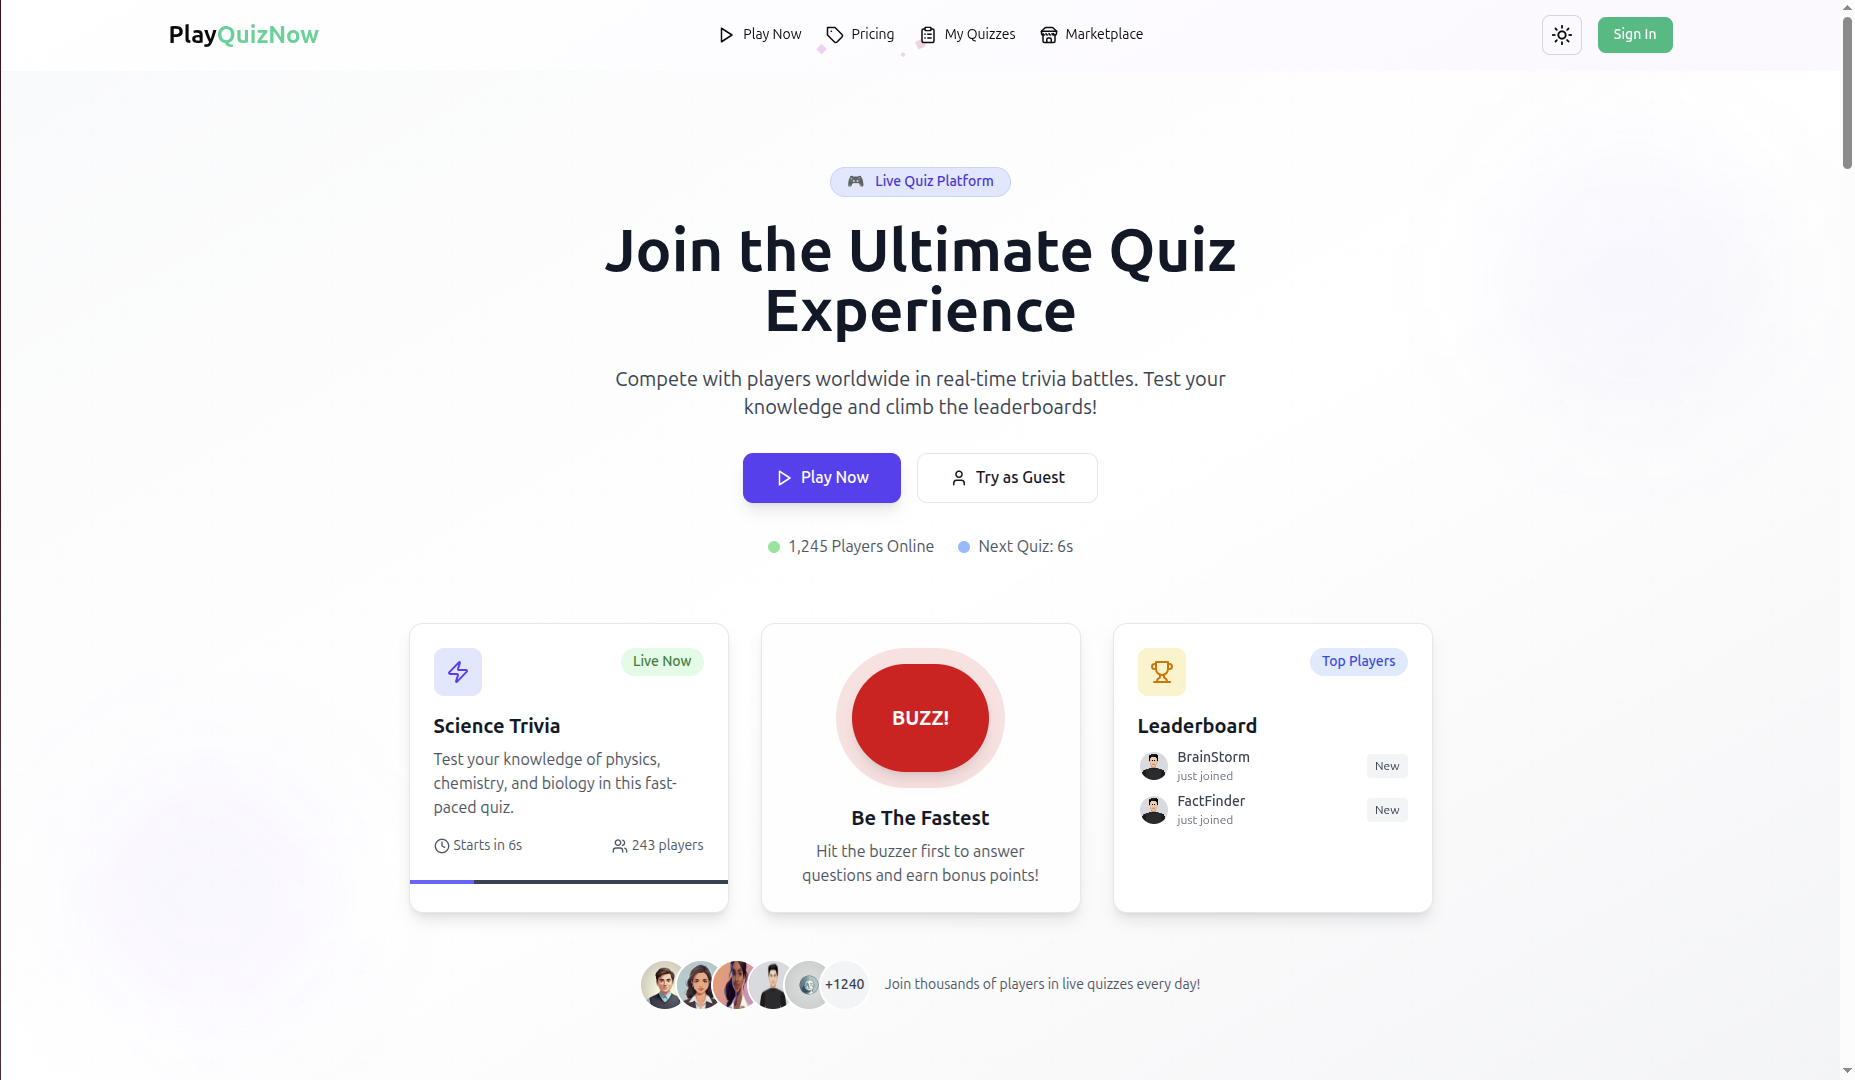 PlayQuizNow
Play Now
Pricing
My Quizzes
Marketplace
Sign In
Live Quiz Platform
Join the Ultimate Quiz
Experience
Compete with players worldwide in real-time trivia battles. Test your
knowledge and climb the leaderboards!
Play Now
Try as Guest
1,245 Players Online
Next Quiz: 6s
Live Now
Science Trivia
Test your knowledge of physics,
chemistry, and biology in this fast-
paced quiz.
Starts in 6s
243 players
BUZZ!
Be The Fastest
Hit the buzzer first to answer
questions and earn bonus points!
Top Players
Leaderboard
BrainStorm
just joined
New
FactFinder
just joined
New
+1240
Join thousands of players in live quizzes every day!